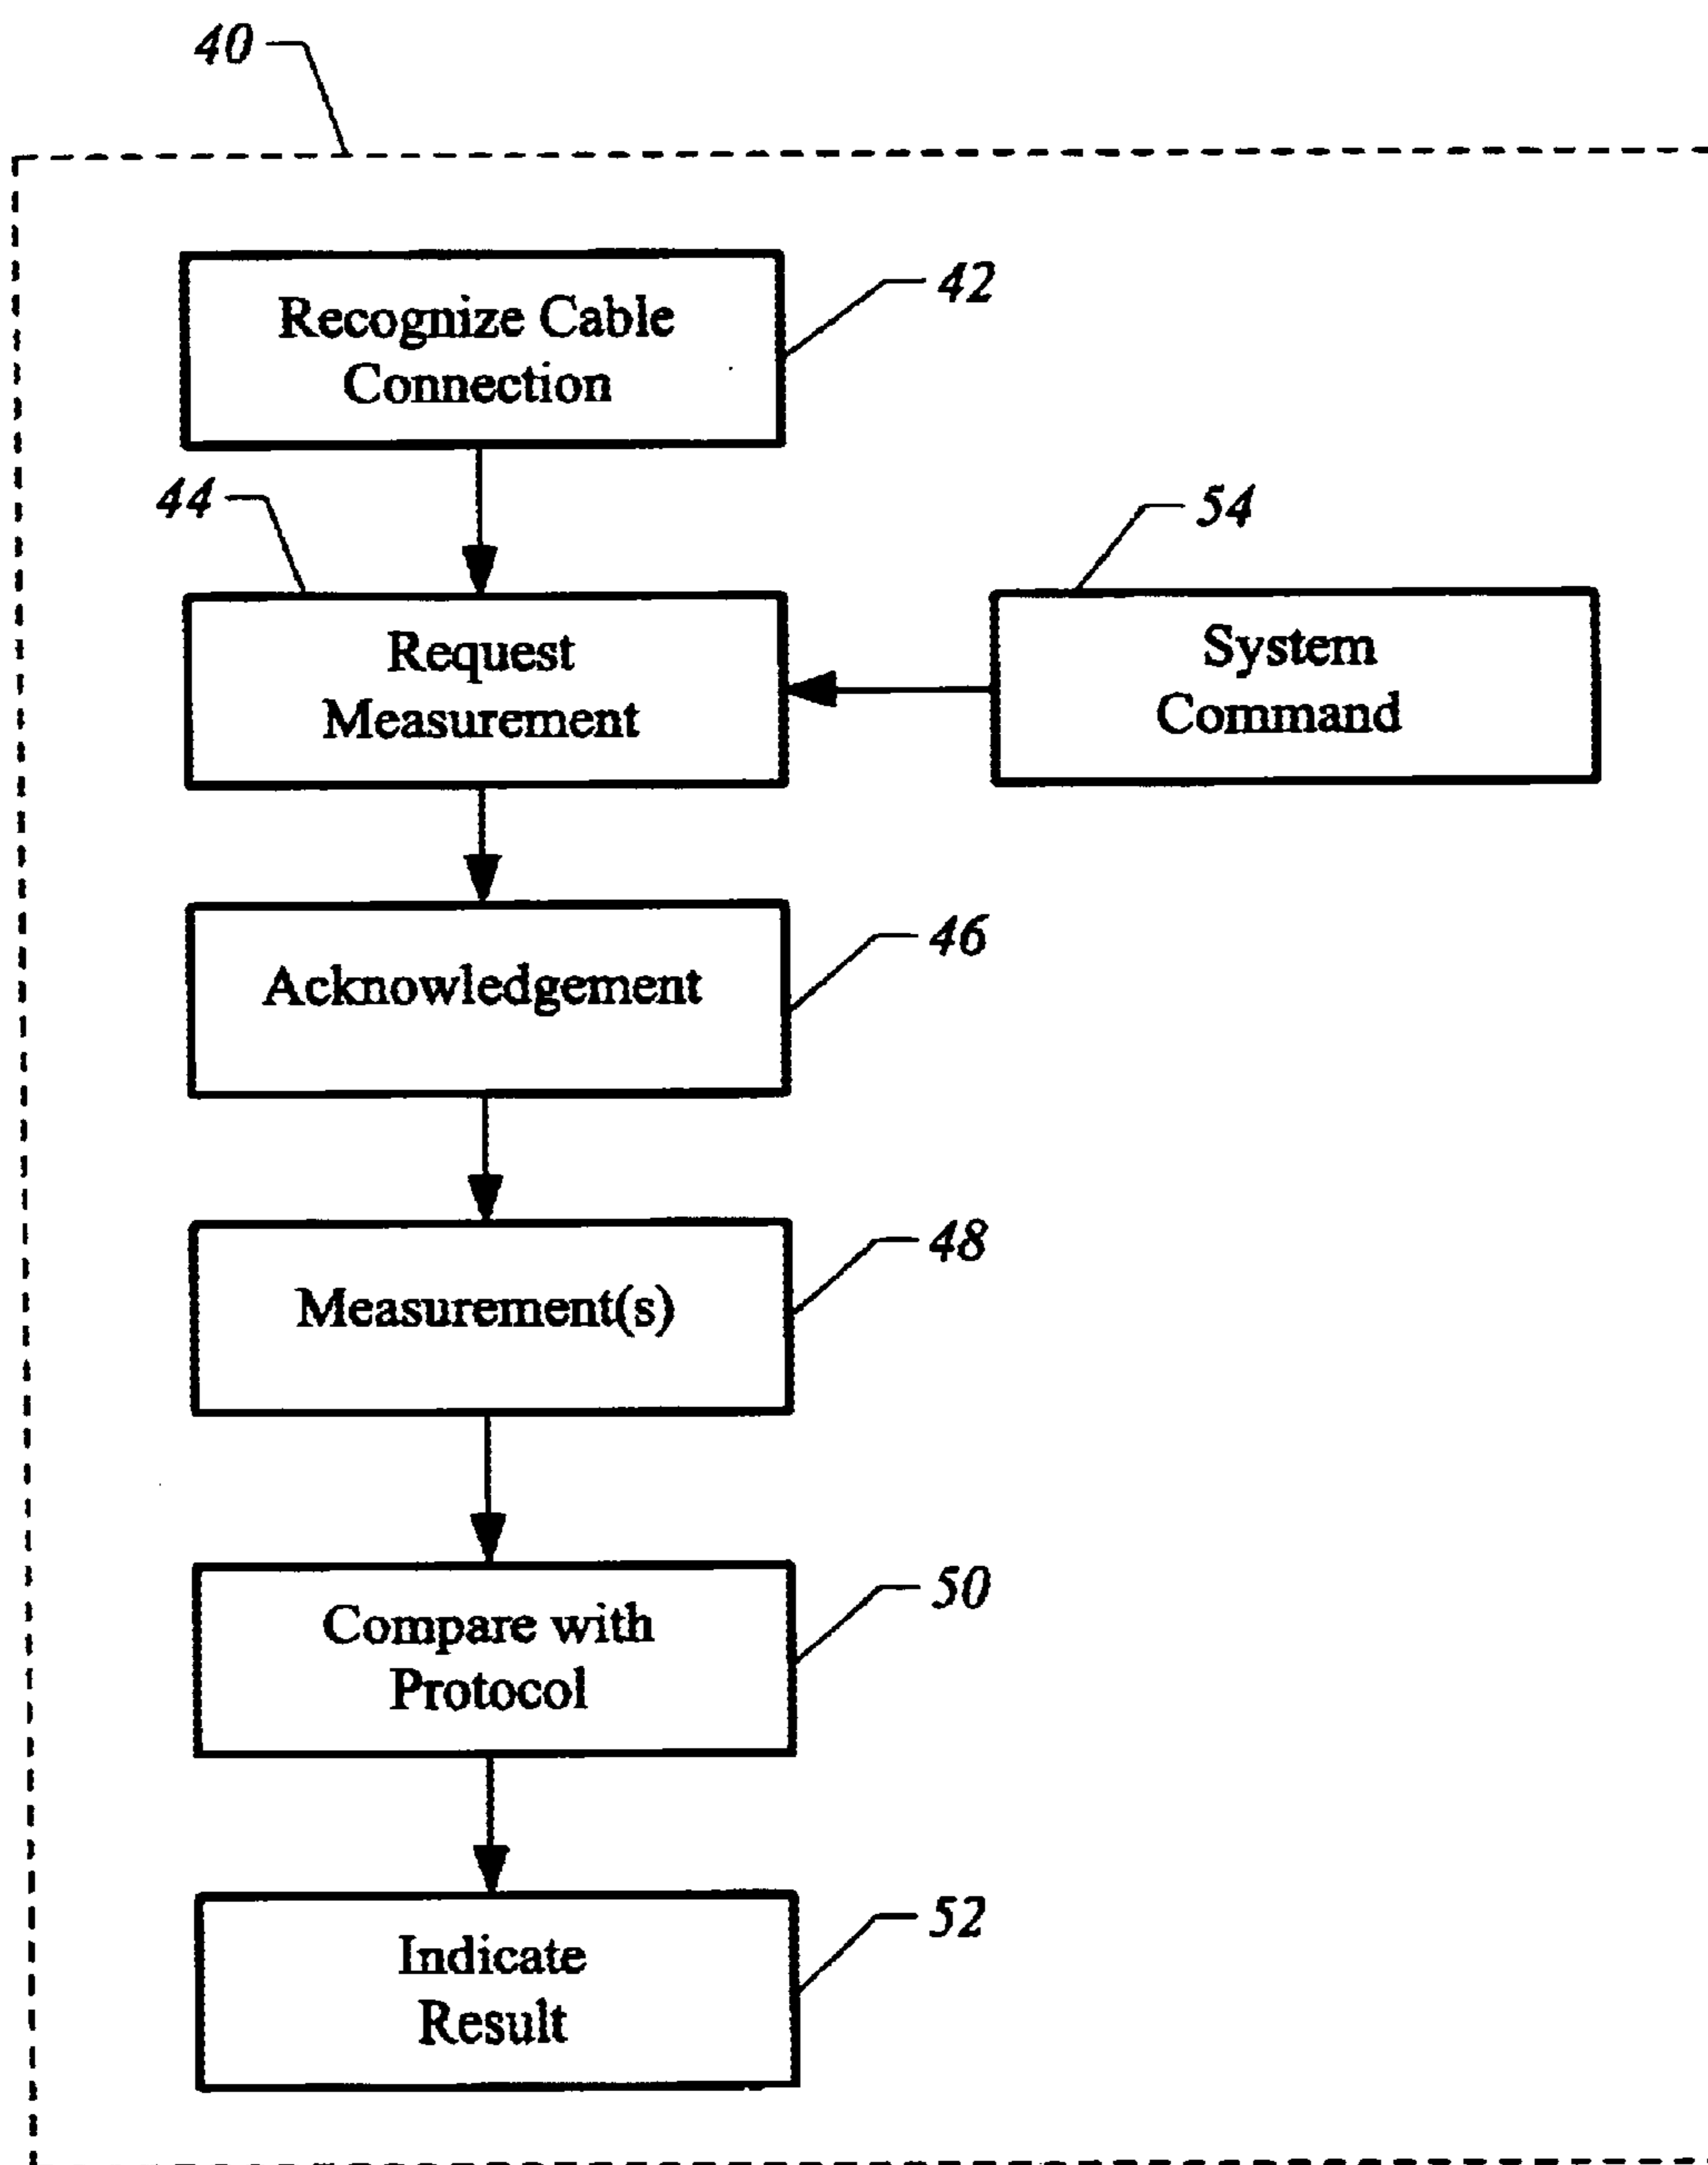 40
Recognize Cable
Connection
42
44
54
Request
Measurement
System
Command
Acknowledgement
46
Measurement(s)
48
Compare with
Protocol
50
Indicate
Result
52